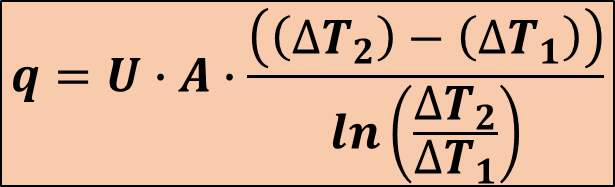 q = U · A · ((ΔT₂) − (ΔT₁)) / ln(ΔT₂ / ΔT₁)